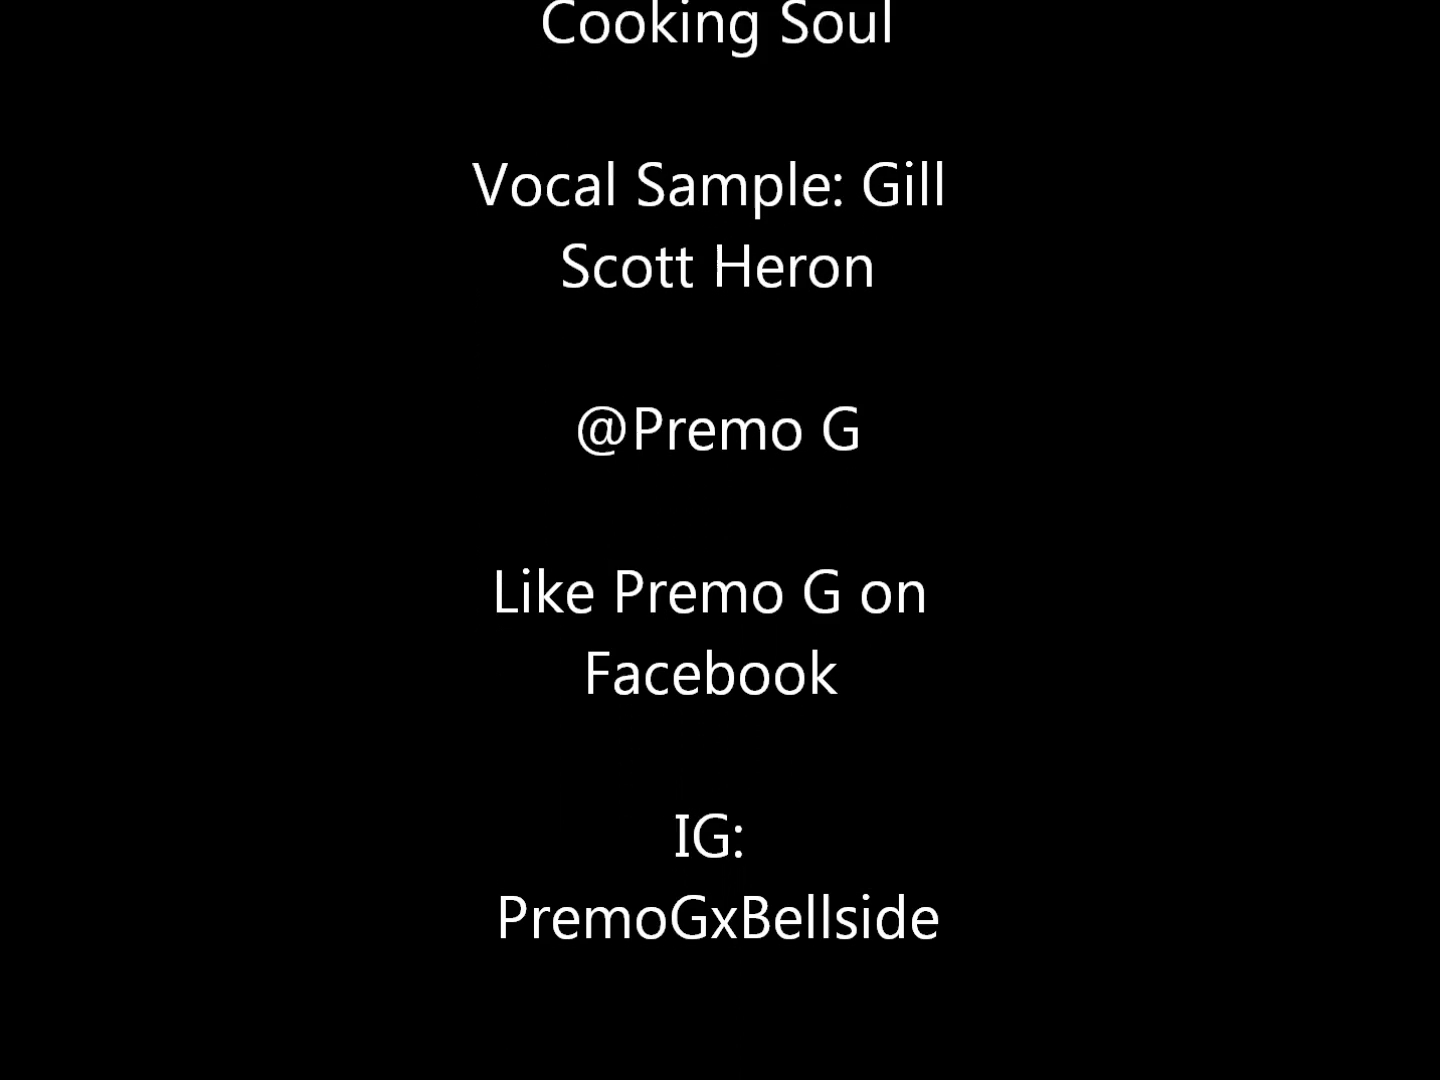 Cooking Soul
Vocal Sample: Gill
Scott Heron
@Premo G
Like Premo G on
Facebook
IG:
PremoGxBellside